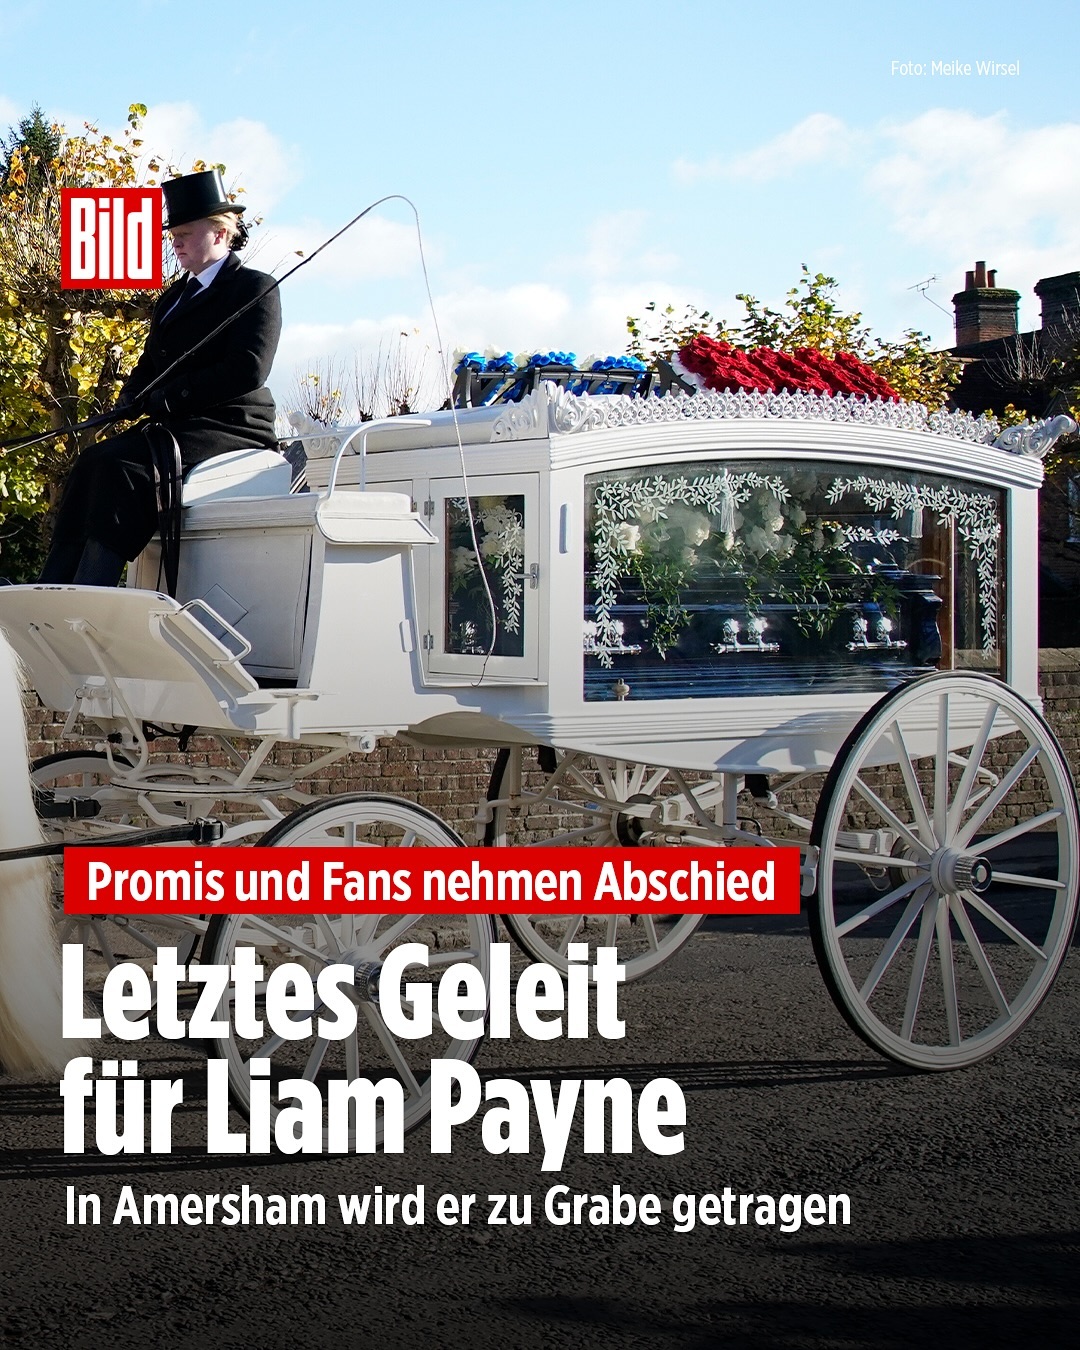 Foto: Meike Wirsel
Bild
Promis und Fans nehmen Abschied
Letztes Geleit
für Liam Payne
In Amersham wird er zu Grabe getragen